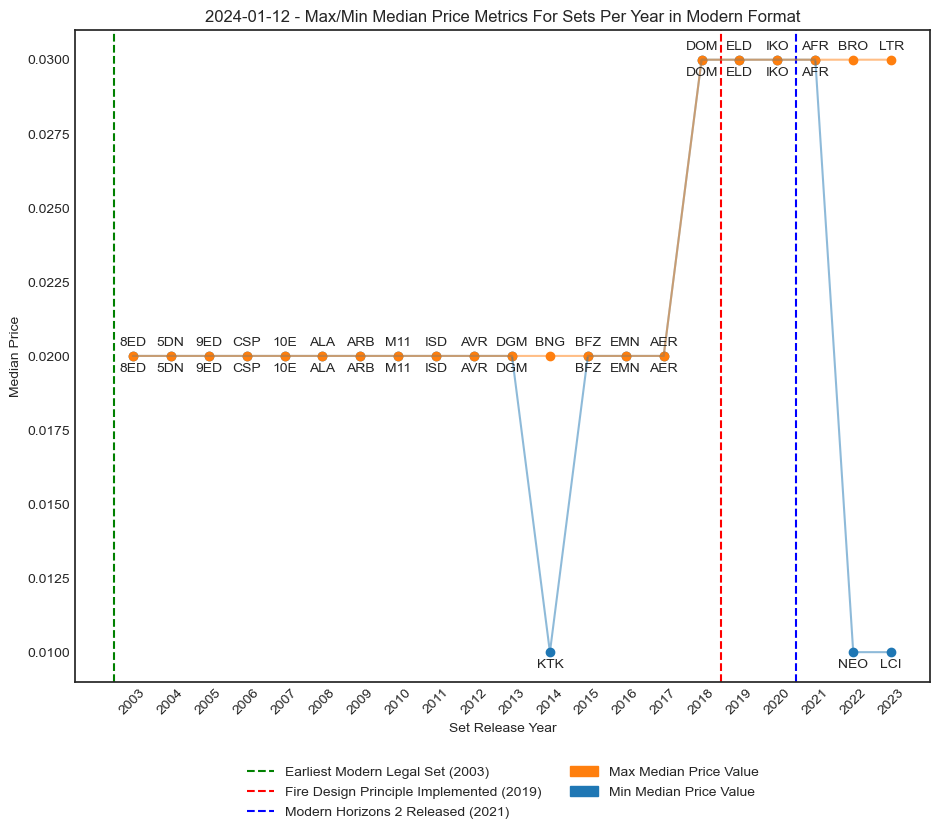 2024-01-12 - Max/Min Median Price Metrics For Sets Per Year in Modern Format
DOM ELD IKO AFR BRO LTR
0.0300
DOM ELD IKO AFR
0.0275
0.0250
0.0225
8ED 5DN 9ED CSP 10E ALA ARB M11 ISD AVR DGM BNG BFZ EMN AER
0.0200
8ED 5DN 9ED CSP 10E ALA ARB M11 ISD AVR DGM BFZ EMN AER
0.0175
0.0150
0.0125
0.0100
KTK NEO LCI
Median Price
2003 2004 2005 2006 2007 2008 2009 2010 2011 2012 2013 2014 2015 2016 2017 2018 2019 2020 2021 2022 2023
Set Release Year
Earliest Modern Legal Set (2003)
Fire Design Principle Implemented (2019)
Modern Horizons 2 Released (2021)
Max Median Price Value
Min Median Price Value